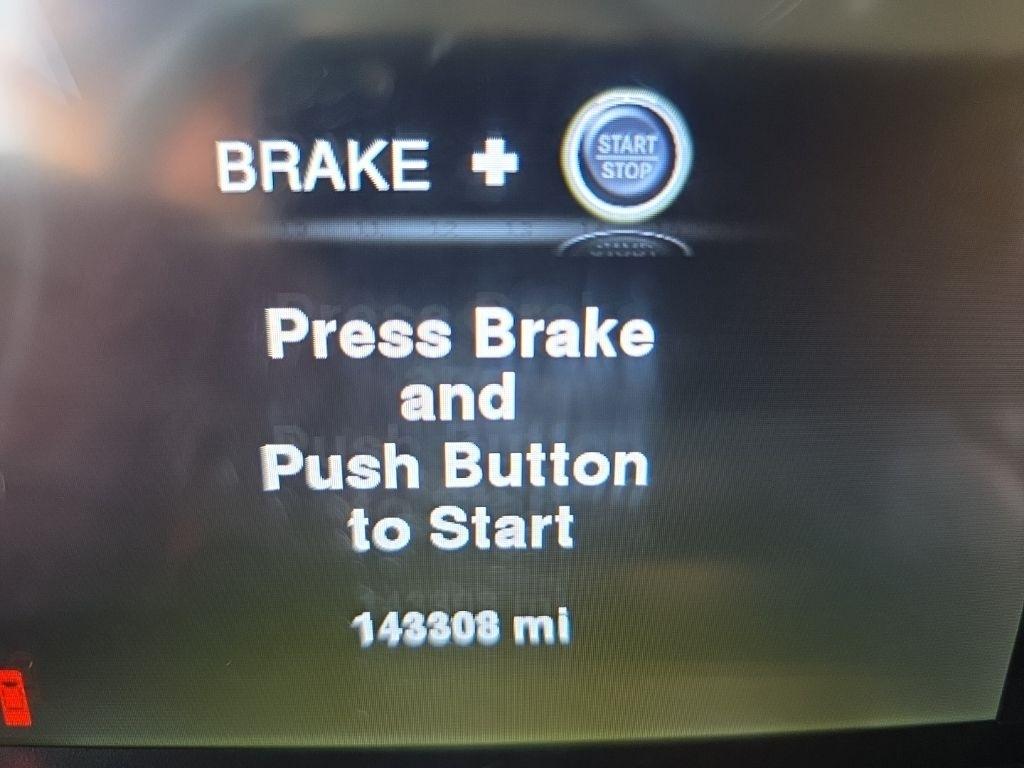 BRAKE + START
STOP
Press Brake
and
Push Button
to Start
143308 mi